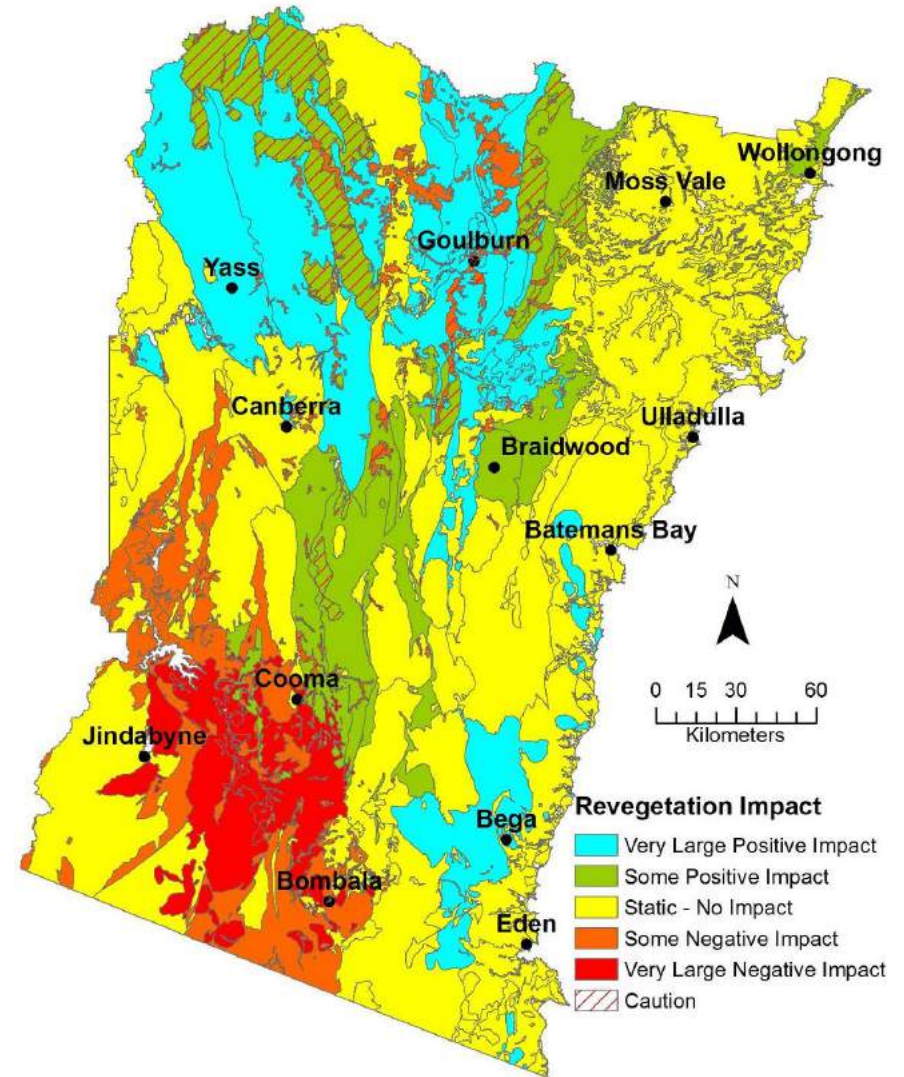 Wollongong
Moss Vale
Goulburn
Yass
Canberra
Ulladulla
Braidwood
Batemans Bay
N
0 15 30 60
Kilometers
Cooma
Jindabyne
Revegetation Impact
Very Large Positive Impact
Bega
Some Positive Impact
Static - No Impact
Bombala
Eden
Some Negative Impact
Very Large Negative Impact
Caution